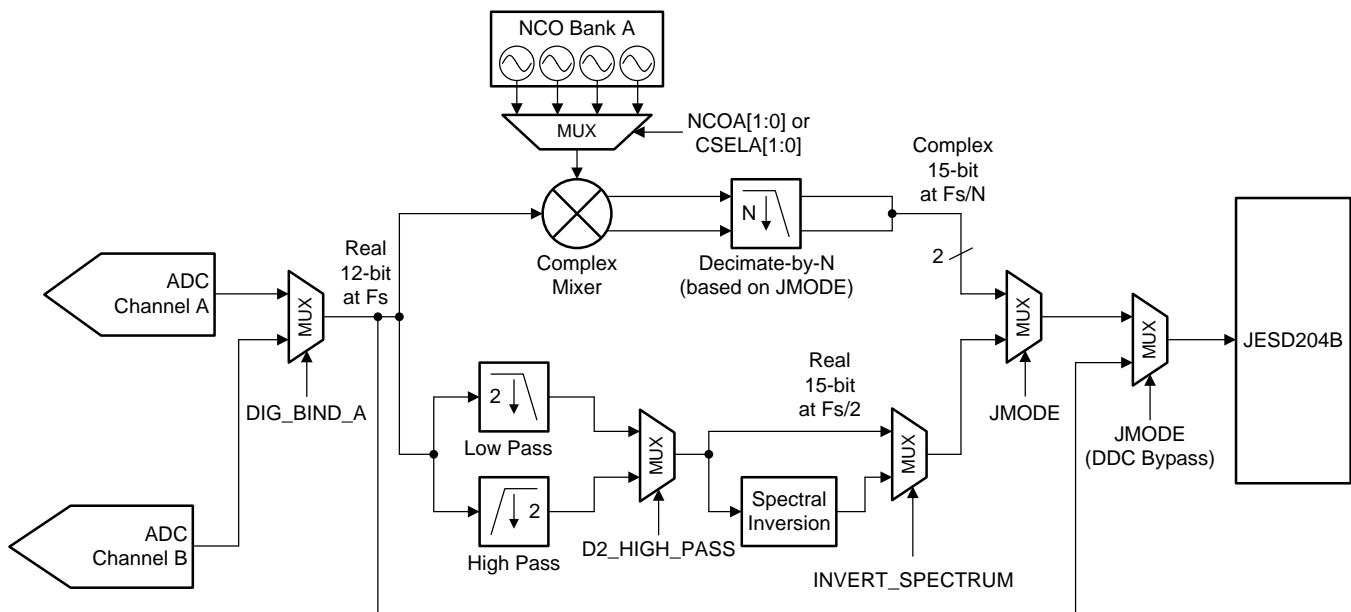 NCO Bank A
MUX
NCOA[1:0] or
CSELA[1:0]
Complex
15-bit
at Fs/N
N
2
Complex
Mixer
Decimate-by-N
(based on JMODE)
Real
12-bit
at Fs
ADC
Channel A
MUX
DIG_BIND_A
ADC
Channel B
2
Low Pass
2
High Pass
MUX
D2_HIGH_PASS
Real
15-bit
at Fs/2
Spectral
Inversion
MUX
INVERT_SPECTRUM
MUX
JMODE
MUX
JMODE
(DDC Bypass)
JESD204B